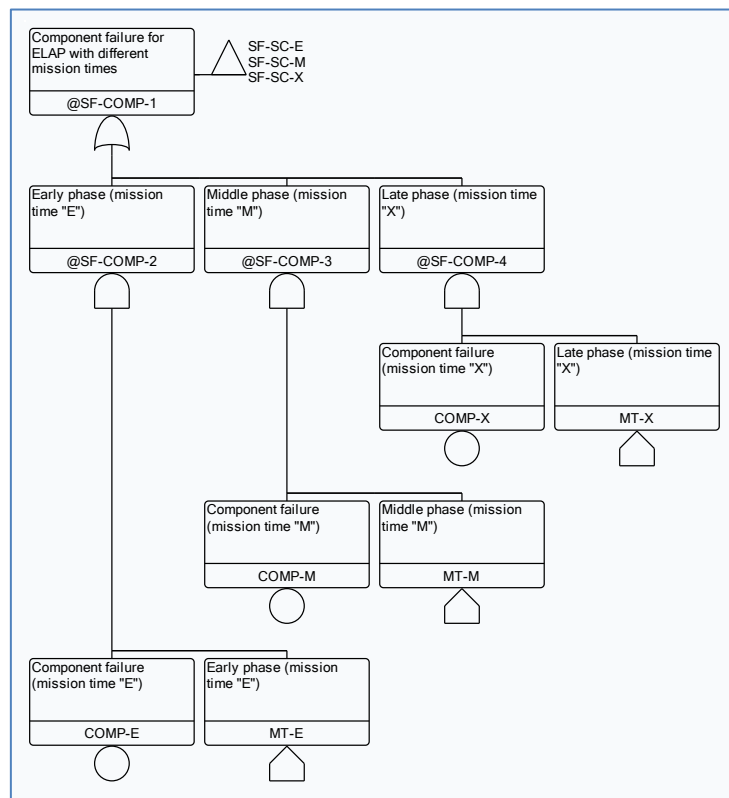 Component failure for
ELAP with different
mission times
@SF-COMP-1
SF-SC-E
SF-SC-M
SF-SC-X
Early phase (mission
time "E")
@SF-COMP-2
Middle phase (mission
time "M")
@SF-COMP-3
Late phase (mission time
"X")
@SF-COMP-4
Component failure
(mission time "X")
COMP-X
Late phase (mission time
"X")
MT-X
Component failure
(mission time "M")
COMP-M
Middle phase (mission
time "M")
MT-M
Component failure
(mission time "E")
COMP-E
Early phase (mission
time "E")
MT-E